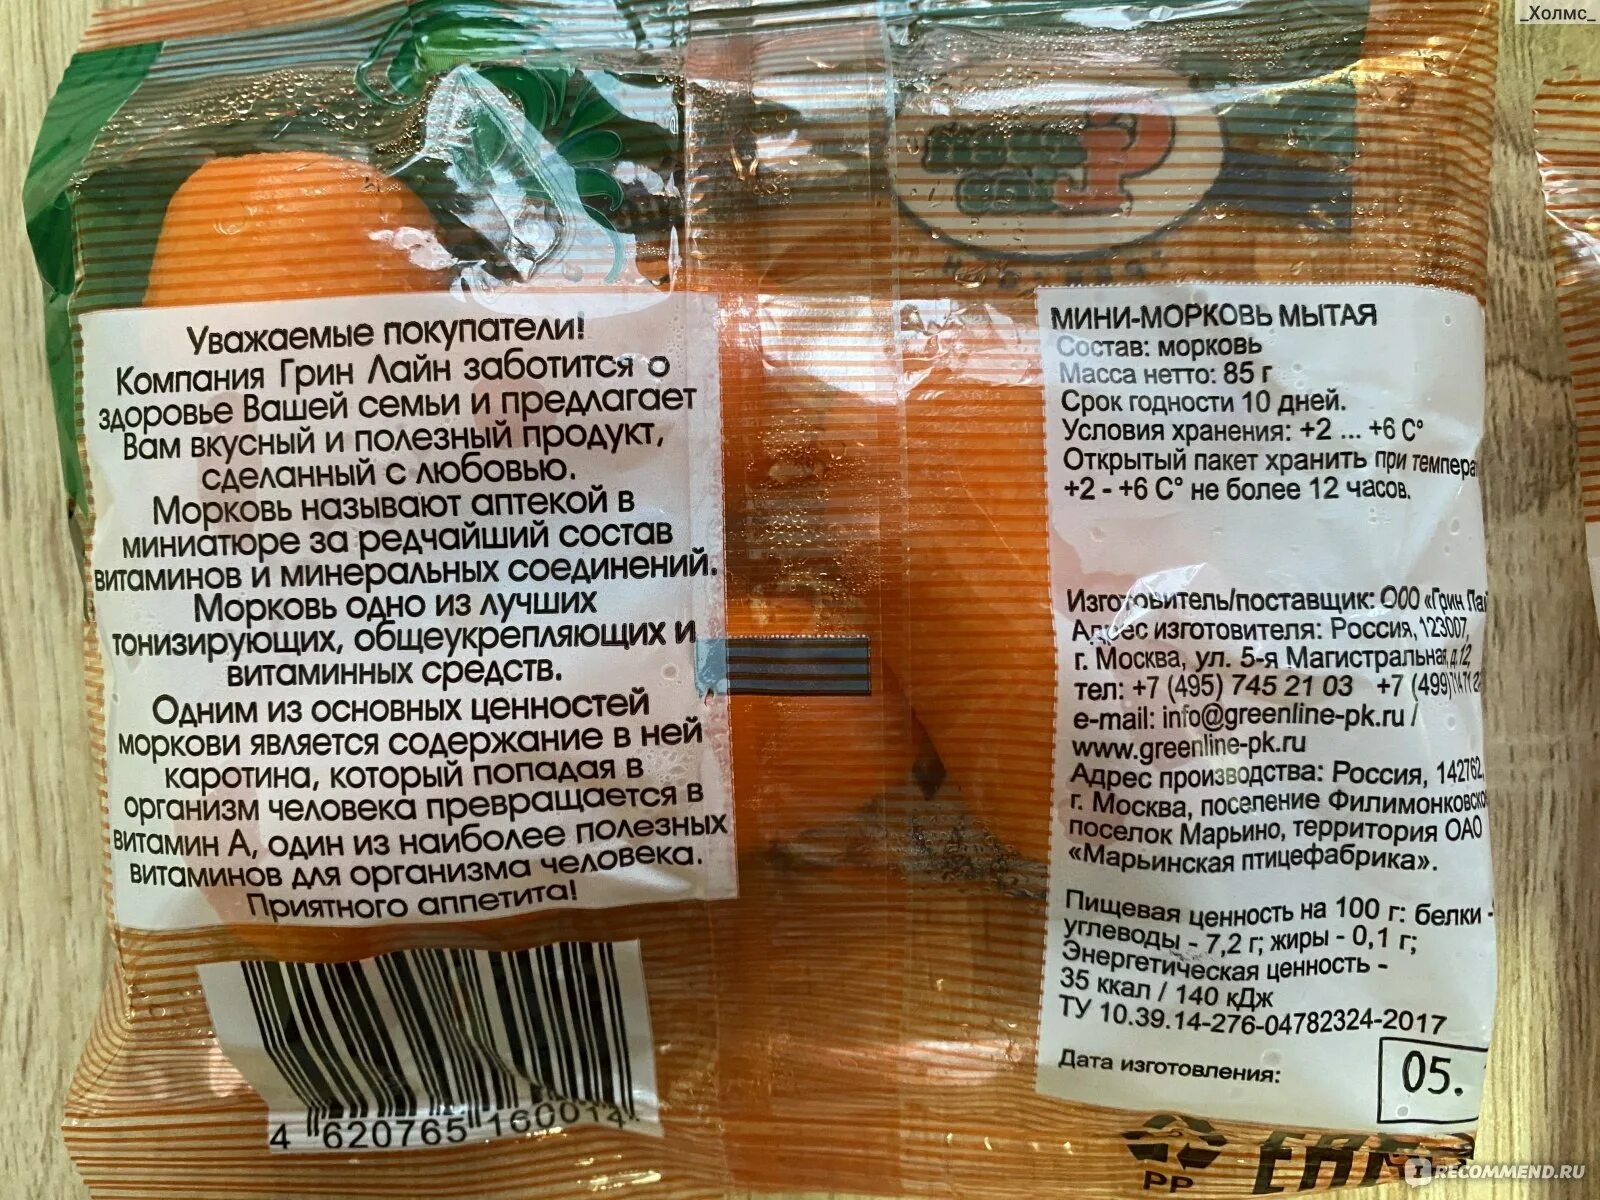 _Холмс_
Уважаемые покупатели!
Компания Грин Лайн заботится о
здоровье Вашей семьи и предлагает
Вам вкусный и полезный продукт,
сделанный с любовью.
Морковь называют аптекой в
миниатюре за редчайший состав
витаминов и минеральных соединений.
Морковь одно из лучших
тонизирующих, общеукрепляющих и
витаминных средств.
Одним из основных ценностей
моркови является содержание в ней
каротина, который попадая в
организм человека превращается в
витамин А, один из наиболее полезных
витаминов для организма человека.
Приятного аппетита!
4 620765 160014
МИНИ-МОРКОВЬ МЫТАЯ
Состав: морковь
Масса нетто: 85 г
Срок годности 10 дней.
Условия хранения: +2 ... +6 С°
Открытый пакет хранить при темпера
+2 - +6 С° не более 12 часов.
Изготовитель/поставщик: ООО «Грин Лай
Адрес изготовителя: Россия, 123007,
г. Москва, ул. 5-я Магистральная, д.12,
тел: +7 (495) 745 21 03 +7 (499)
e-mail: info@greenline-pk.ru /
www.greenline-pk.ru
Адрес производства: Россия, 142762,
г. Москва, поселение Филимонковско
поселок Марьино, территория ОАО
«Марьинская птицефабрика».
Пищевая ценность на 100 г: белки -
углеводы - 7,2 г; жиры - 0,1 г;
Энергетическая ценность -
35 ккал / 140 кДж
ТУ 10.39.14-276-04782324-2017
Дата изготовления:
05.
PP
EAC
IRECOMMEND.RU